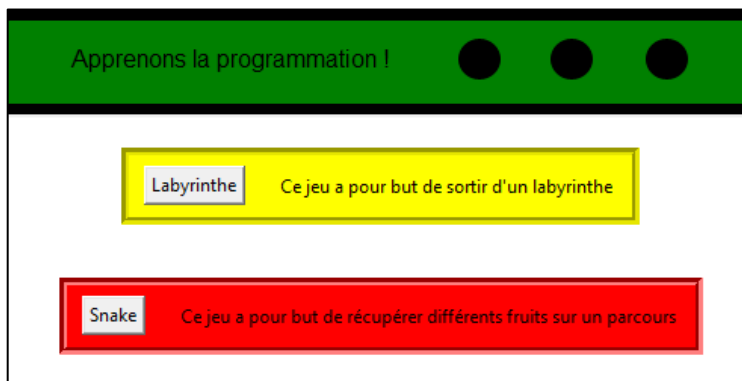 Apprenons la programmation !
Labyrinthe Ce jeu a pour but de sortir d'un labyrinthe
Snake Ce jeu a pour but de récupérer différents fruits sur un parcours